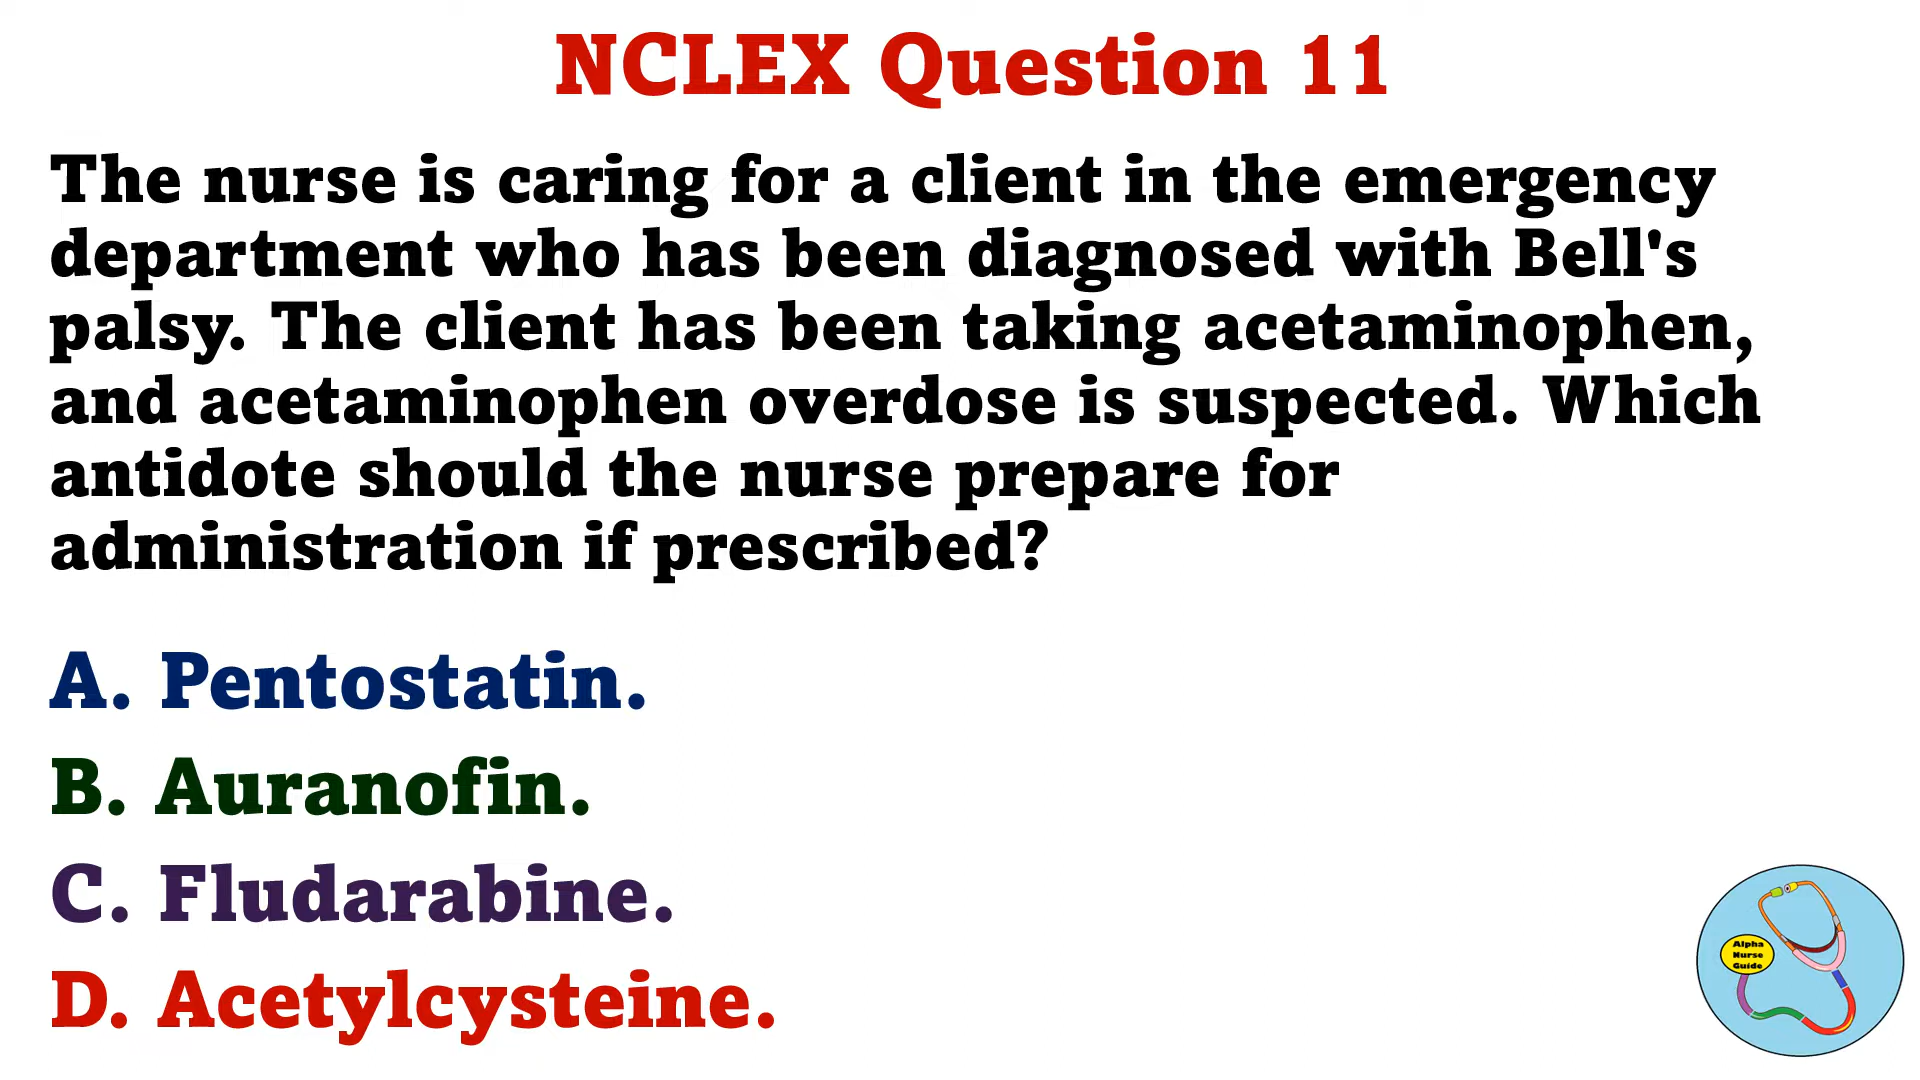 NCLEX Question 11
The nurse is caring for a client in the emergency
department who has been diagnosed with Bell's
palsy. The client has been taking acetaminophen,
and acetaminophen overdose is suspected. Which
antidote should the nurse prepare for
administration if prescribed?
A. Pentostatin.
B. Auranofin.
C. Fludarabine.
D. Acetylcysteine.
Alpha
Nurse
Guide